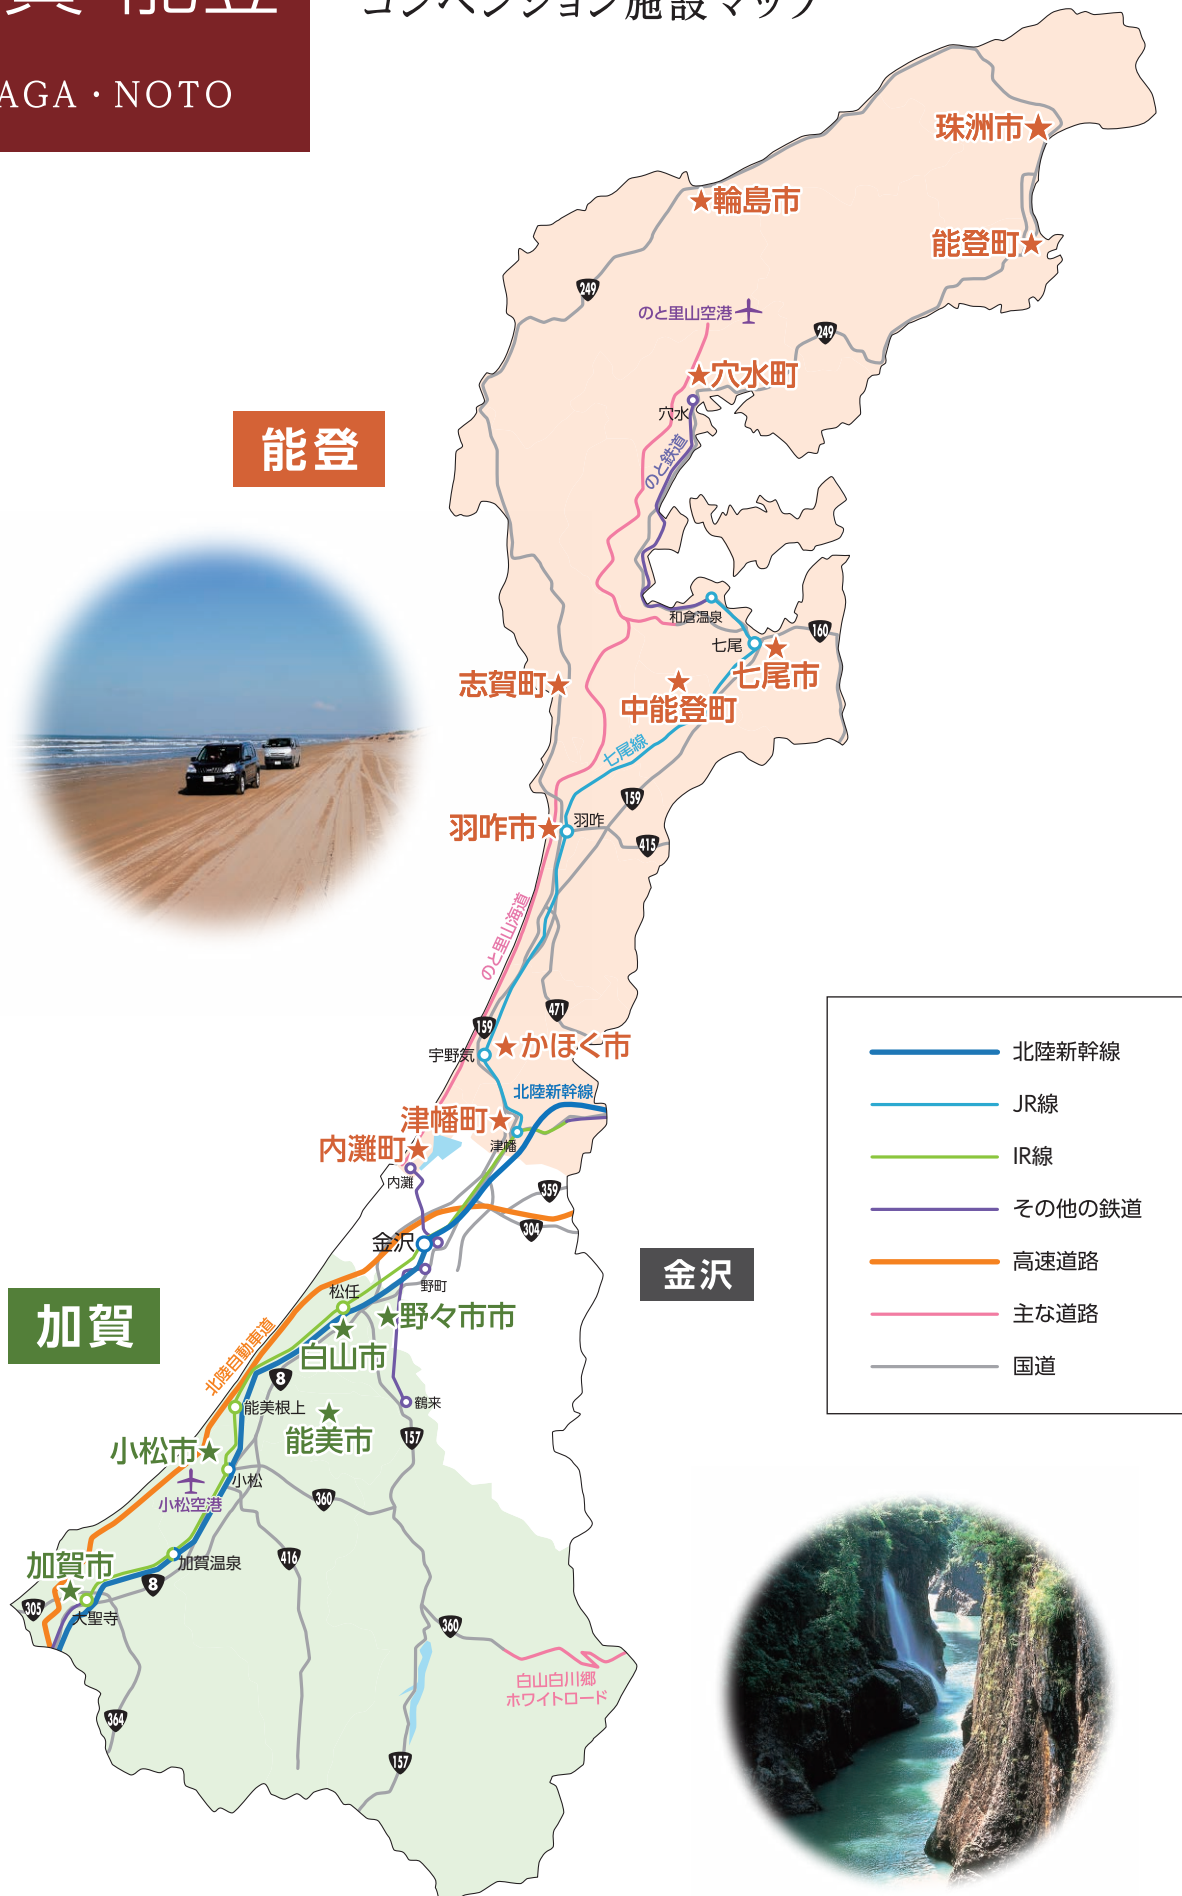 コンベンション施設マップ
AGA・NOTO
珠洲市
輪島市
能登町
249
のと里山空港
249
穴水町
穴水
能登
のと鉄道
和倉温泉
160
七尾
七尾市
志賀町
中能登町
七尾線
159
羽咋市
羽咋
415
のと里山海道
471
159
かほく市
宇野気
北陸新幹線
津幡町
津幡
内灘町
内灘
359
304
金沢
金沢
野町
松任
野々市市
加賀
白山市
北陸自動車道
8
鶴来
能美根上
能美市
157
小松市
小松
小松空港
360
加賀市
加賀温泉
416
8
305
大聖寺
360
白山白川郷
ホワイトロード
364
157
北陸新幹線
JR線
IR線
その他の鉄道
高速道路
主な道路
国道